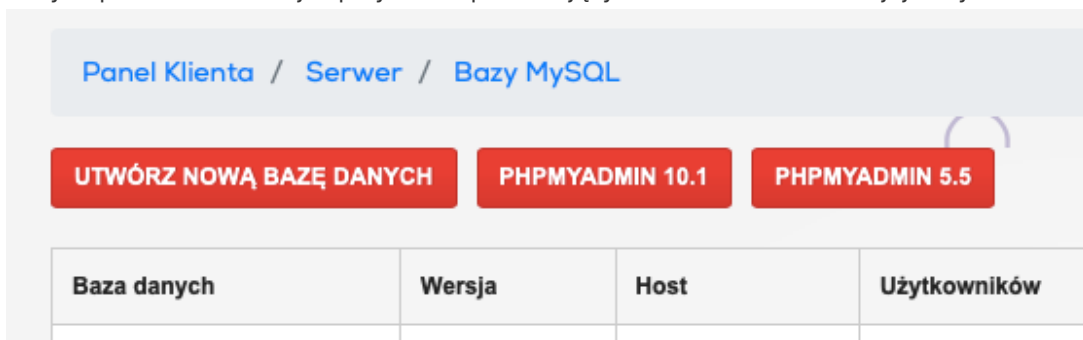 Panel Klienta / Serwer / Bazy MySQL
UTWÓRZ NOWĄ BAZĘ DANYCH PHPMYADMIN 10.1 PHPMYADMIN 5.5
Baza danych Wersja Host Użytkowników